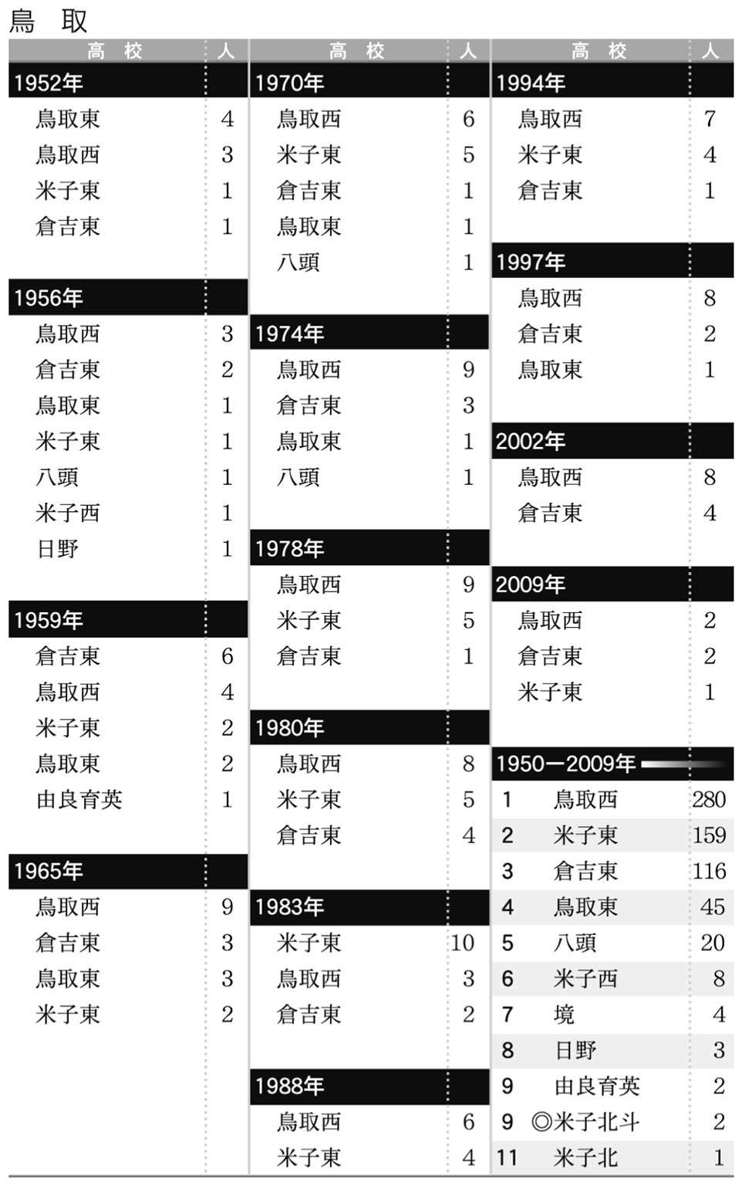 鳥取
高校 人 高校 人 高校 人
1952年
鳥取東 4
鳥取西 3
米子東 1
倉吉東 1
1956年
鳥取西 3
倉吉東 2
鳥取東 1
米子東 1
八頭 1
米子西 1
日野 1
1959年
倉吉東 6
鳥取西 4
米子東 2
鳥取東 2
由良育英 1
1965年
鳥取西 9
倉吉東 3
鳥取東 3
米子東 2
1970年
鳥取西 6
米子東 5
倉吉東 1
鳥取東 1
八頭 1
1974年
鳥取西 9
倉吉東 3
鳥取東 1
八頭 1
1978年
鳥取西 9
米子東 5
倉吉東 1
1980年
鳥取西 8
米子東 5
倉吉東 4
1983年
米子東 10
鳥取西 3
倉吉東 2
1988年
鳥取西 6
米子東 4
1994年
鳥取西 7
米子東 4
倉吉東 1
1997年
鳥取西 8
倉吉東 2
鳥取東 1
2002年
鳥取西 8
倉吉東 4
2009年
鳥取西 2
倉吉東 2
米子東 1
1950―2009年
1 鳥取西 280
2 米子東 159
3 倉吉東 116
4 鳥取東 45
5 八頭 20
6 米子西 8
7 境 4
8 日野 3
9 由良育英 2
9 ◎米子北斗 2
11 米子北 1